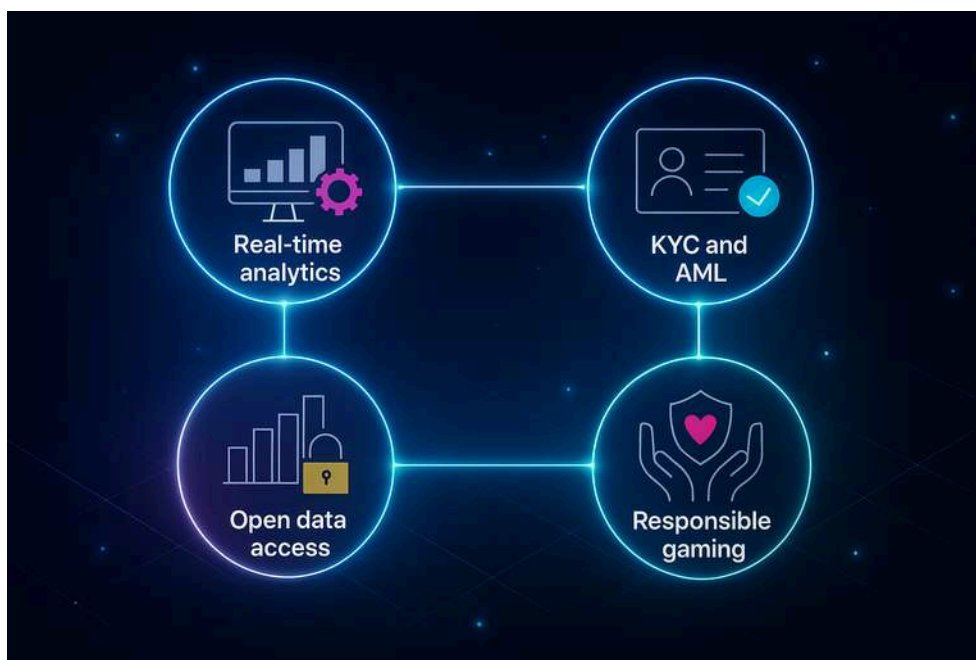 Real-time
analytics
KYC and
AML
Open data
access
Responsible
gaming